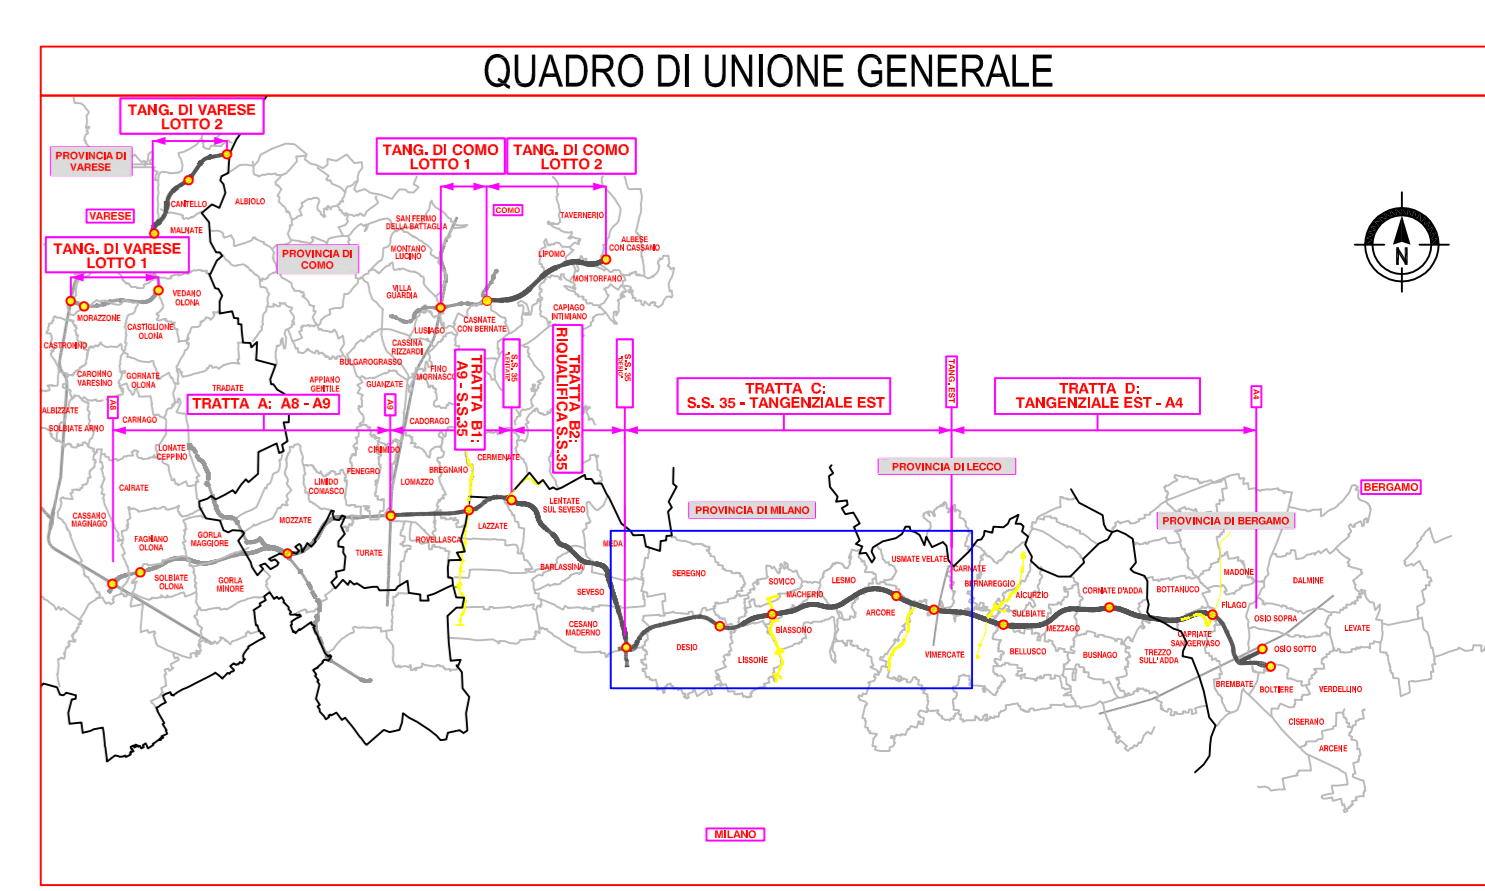 QUADRO DI UNIONE GENERALE
TANG. DI VARESE
LOTTO 2
PROVINCIA DI
VARESE
TANG. DI COMO
LOTTO 1
TANG. DI COMO
LOTTO 2
CANTELLO
ALBIOLO
VARESE
MALNATE
COMO
SAN FERMO
DELLA BATTAGLIA
TAVERNERIO
TANG. DI VARESE
LOTTO 1
PROVINCIA DI
COMO
MONTANO
LUCINO
LIPOMO
ALBESE
CON CASSANO
MONTORFANO
N
VEDANO
OLONA
VILLA
GUARDIA
MORAZZONE
CASTIGLIONE
OLONA
LUSIAGO
CASNATE
CON BERNATE
CAPIAGO
INTIMIANO
CASTRONNO
CASSINA
RIZZARDI
BULGAROGRASSO
CARONNO
VARESINO
GORNATE
OLONA
TRADATE
APPIANO
GENTILE
GUANZATE
FINO
MORNASCO
TRATTA B1:
A9 - S.S.35
S.S. 35
TRATTA B2:
RIQUALIFICA S.S.35
S.S. 35
TANG. EST
TRATTA C:
S.S. 35 - TANGENZIALE EST
TRATTA D:
TANGENZIALE EST - A4
A4
A8
TRATTA A: A8 - A9
A9
ALBIZZATE
CARNAGO
SOLBIATE ARNO
CADORAGO
LONATE
CEPPINO
CIRIMIDO
FENEGRO
LOMAZZO
BREGNANO
CERMENATE
PROVINCIA DI LECCO
CAIRATE
LIMIDO
COMASCO
LENTATE
SUL SEVESO
PROVINCIA DI MILANO
BERGAMO
CASSANO
MAGNAGO
MOZZATE
LAZZATE
PROVINCIA DI BERGAMO
FAGNANO
OLONA
GORLA
MAGGIORE
ROVELLASCA
TURATE
MEDA
BARLASSINA
SEREGNO
SOVICO
MACHERIO
LESMO
USMATE VELATE
CARNATE
BERNAREGGIO
AICURZIO
CORNATE D'ADDA
BOTTANUCO
MADONE
DALMINE
SOLBIATE
OLONA
GORLA
MINORE
SEVESO
ARCORE
SULBIATE
FILAGO
OSIO SOPRA
CESANO
MADERNO
BIASSONO
MEZZAGO
CAPRIATE
SAN GERVASO
LEVATE
DESIO
LISSONE
VIMERCATE
BELLUSCO
BUSNAGO
TREZZO
SULL'ADDA
OSIO SOTTO
BREMBATE
BOLTIERE
VERDELLINO
CISERANO
ARCENE
MILANO